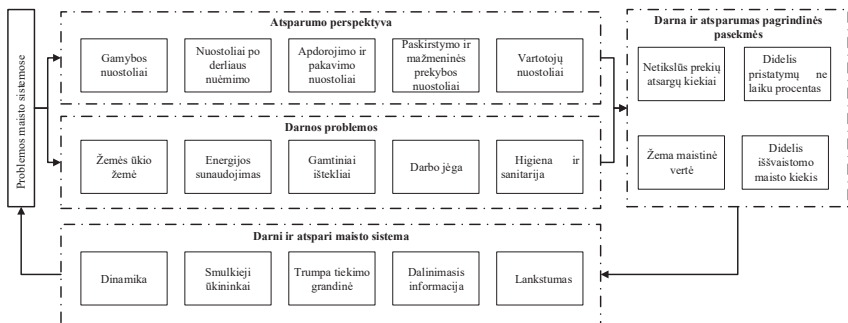 Problemos maisto sistemose
Atsparumo perspektyva
Gamybos
nuostoliai
Nuostoliai po
derliaus
nuėmimo
Apdorojimo ir
pakavimo
nuostoliai
Paskirstymo ir
mažmeninės
prekybos
nuostoliai
Vartotojų
nuostoliai
Darnos problemos
Žemės ūkio
žemė
Energijos
sunaudojimas
Gamtiniai
ištekliai
Darbo jėga
Higiena ir
sanitarija
Darna ir atsparumas pagrindinės
pasekmės
Netikslūs prekių
atsargų kiekiai
Didelis
pristatymų ne
laiku procentas
Žema maistinė
vertė
Didelis
iššvaistomo
maisto kiekis
Darni ir atspari maisto sistema
Dinamika
Smulkieji
ūkininkai
Trumpa tiekimo
grandinė
Dalinimasis
informacija
Lankstumas